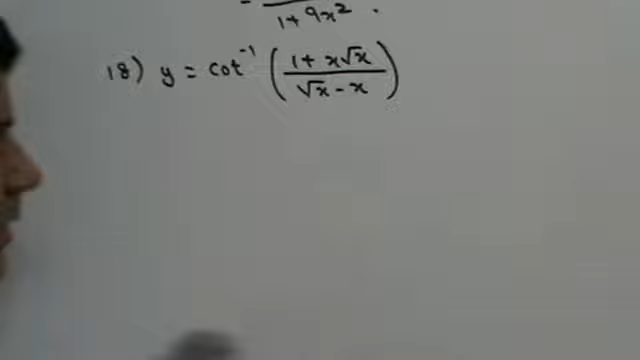 1 + 9x² .
18) y = cot⁻¹ ( (1 + x√x) / (√x - x) )